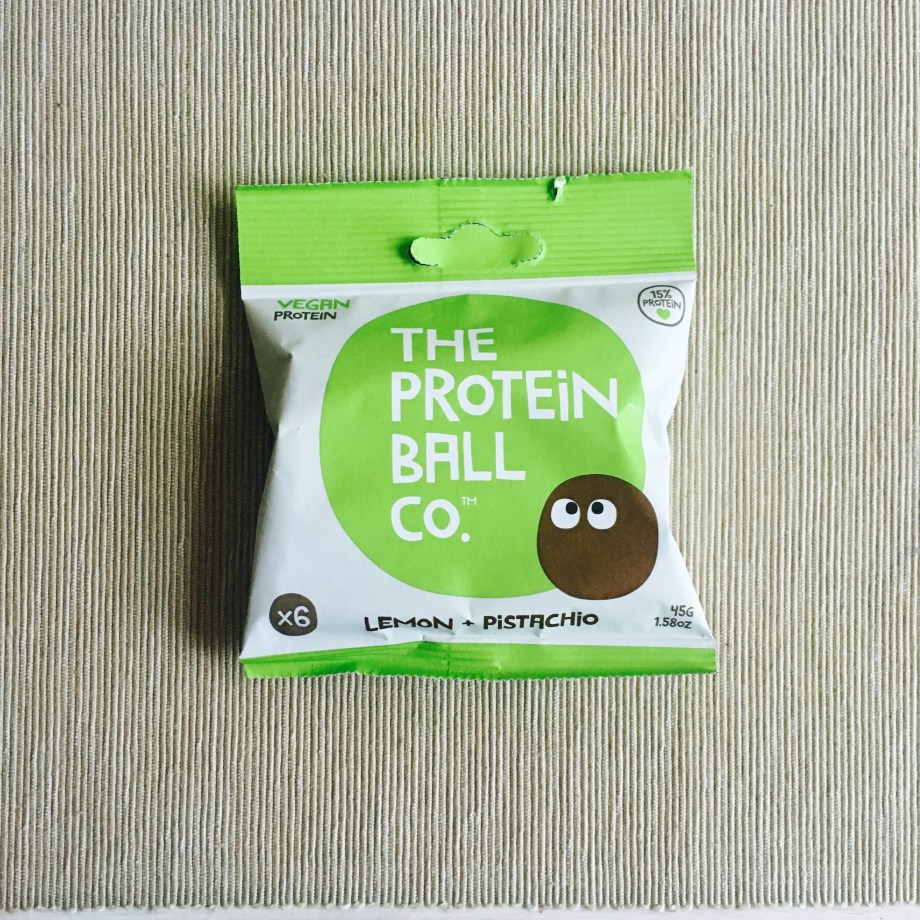 VEGAN
PROTEIN
15%
PROTEIN
THE
PROTEIN
BALL
CO.™
x6
LEMON + PISTACHIO
45G
1.58OZ